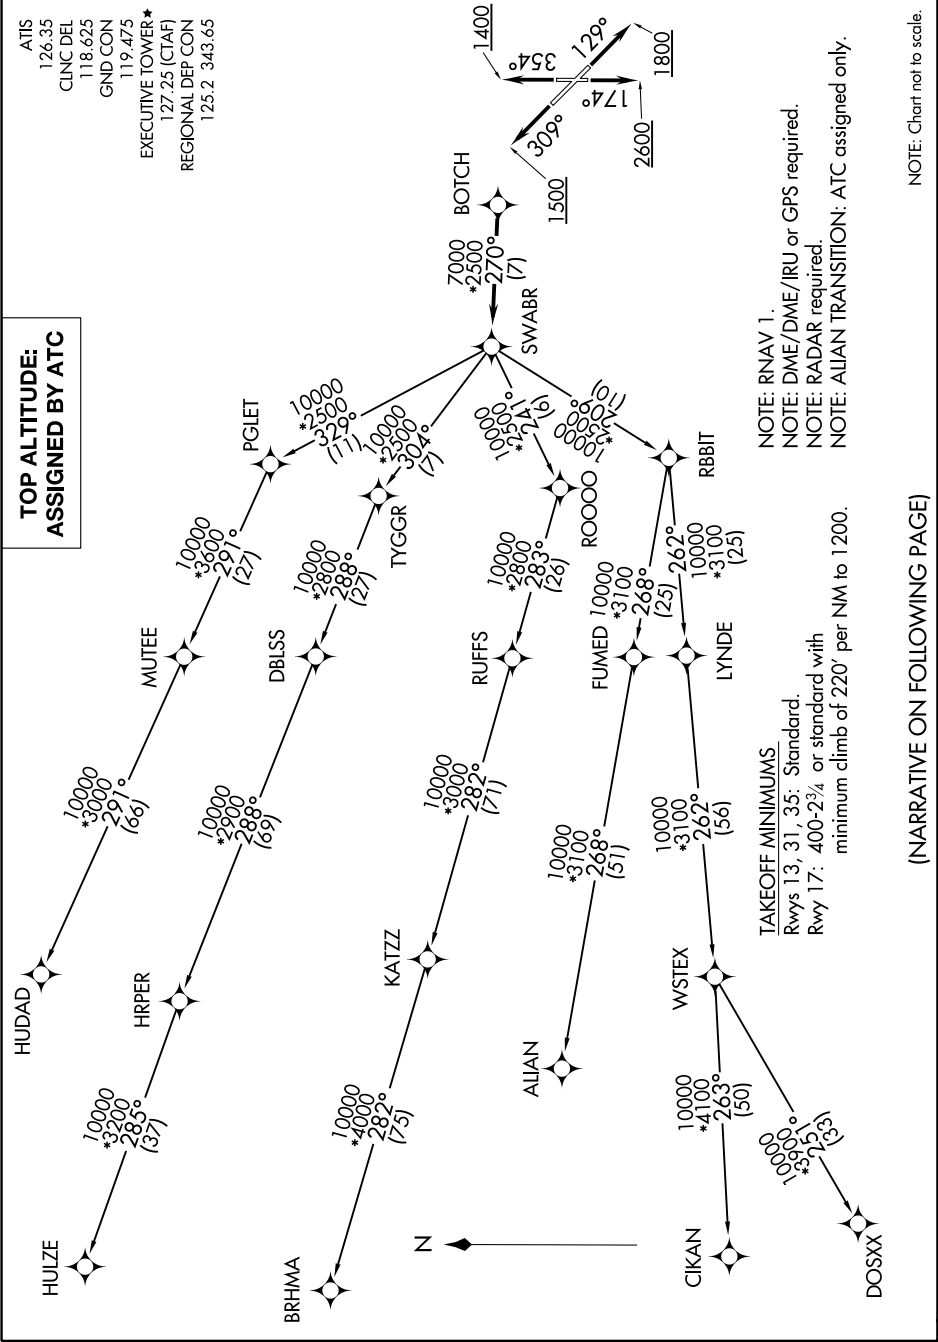 TOP ALTITUDE:
ASSIGNED BY ATC
ATIS
126.35
CLNC DEL
118.625
GND CON
119.475
EXECUTIVE TOWER★
127.25 (CTAF)
REGIONAL DEP CON
125.2 343.65
HUDAD
10000
*3000
291°
(66)
MUTEE
10000
*3600
291°
(27)
PGLET
10000
*2500
329°
(11)
HULZE
10000
*3200
285°
(37)
HRPER
10000
*2900
288°
(69)
DBLSS
10000
*2800
288°
(27)
TYGGR
10000
*2500
304°
(7)
BRHMA
10000
*4000
282°
(75)
KATZZ
10000
*3000
282°
(71)
RUFFS
10000
*2800
283°
(26)
ROOOO
10000
*2500
241°
(9)
SWABR
7000
*2500
270°
(7)
BOTCH
ALIAN
10000
*3100
268°
(51)
FUMED
10000
*3100
268°
(25)
RBBIT
10000
*2500
209°
(10)
CIKAN
10000
*4100
263°
(50)
WSTEX
10000
*3100
262°
(56)
LYNDE
262°
10000
*3100
(25)
DOSXX
10000
*3900
251°
(33)
N
1400
354°
129°
1800
309°
174°
1500
2600
TAKEOFF MINIMUMS
Rwys 13, 31, 35: Standard.
Rwy 17: 400-2¾ or standard with
minimum climb of 220' per NM to 1200.
NOTE: RNAV 1.
NOTE: DME/DME/IRU or GPS required.
NOTE: RADAR required.
NOTE: ALIAN TRANSITION: ATC assigned only.
(NARRATIVE ON FOLLOWING PAGE)
NOTE: Chart not to scale.